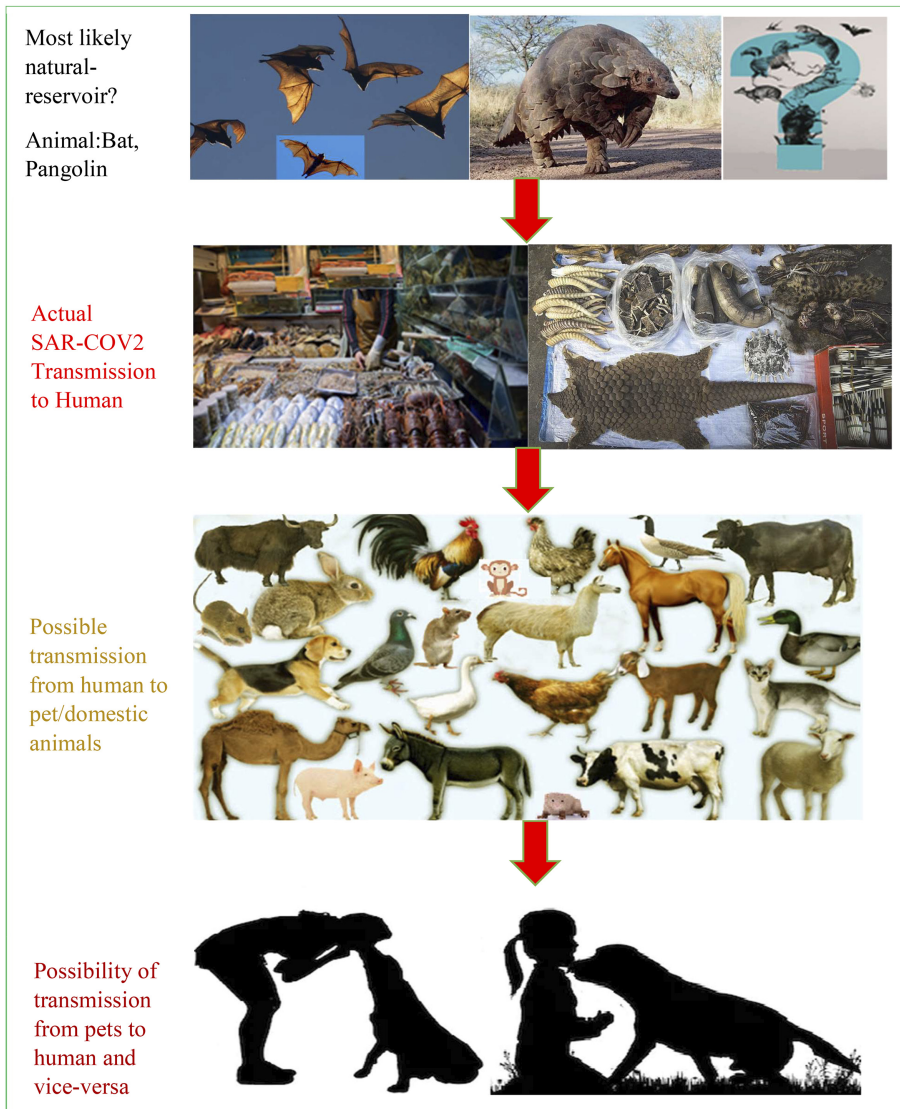 Most likely
natural-
reservoir?
Animal:Bat,
Pangolin
Actual
SAR-COV2
Transmission
to Human
SPORT
Possible
transmission
from human to
pet/domestic
animals
Possibility of
transmission
from pets to
human and
vice-versa